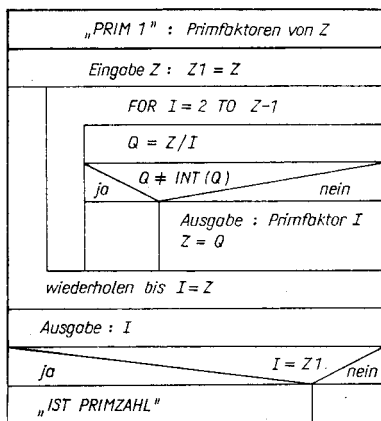 „PRIM 1" : Primfaktoren von Z
Eingabe Z : Z1 = Z
FOR I = 2 TO Z-1
Q = Z/I
Q ≠ INT (Q)
ja
nein
Ausgabe : Primfaktor I
Z = Q
wiederholen bis I = Z
Ausgabe : I
I = Z1.
ja
nein
„IST PRIMZAHL"